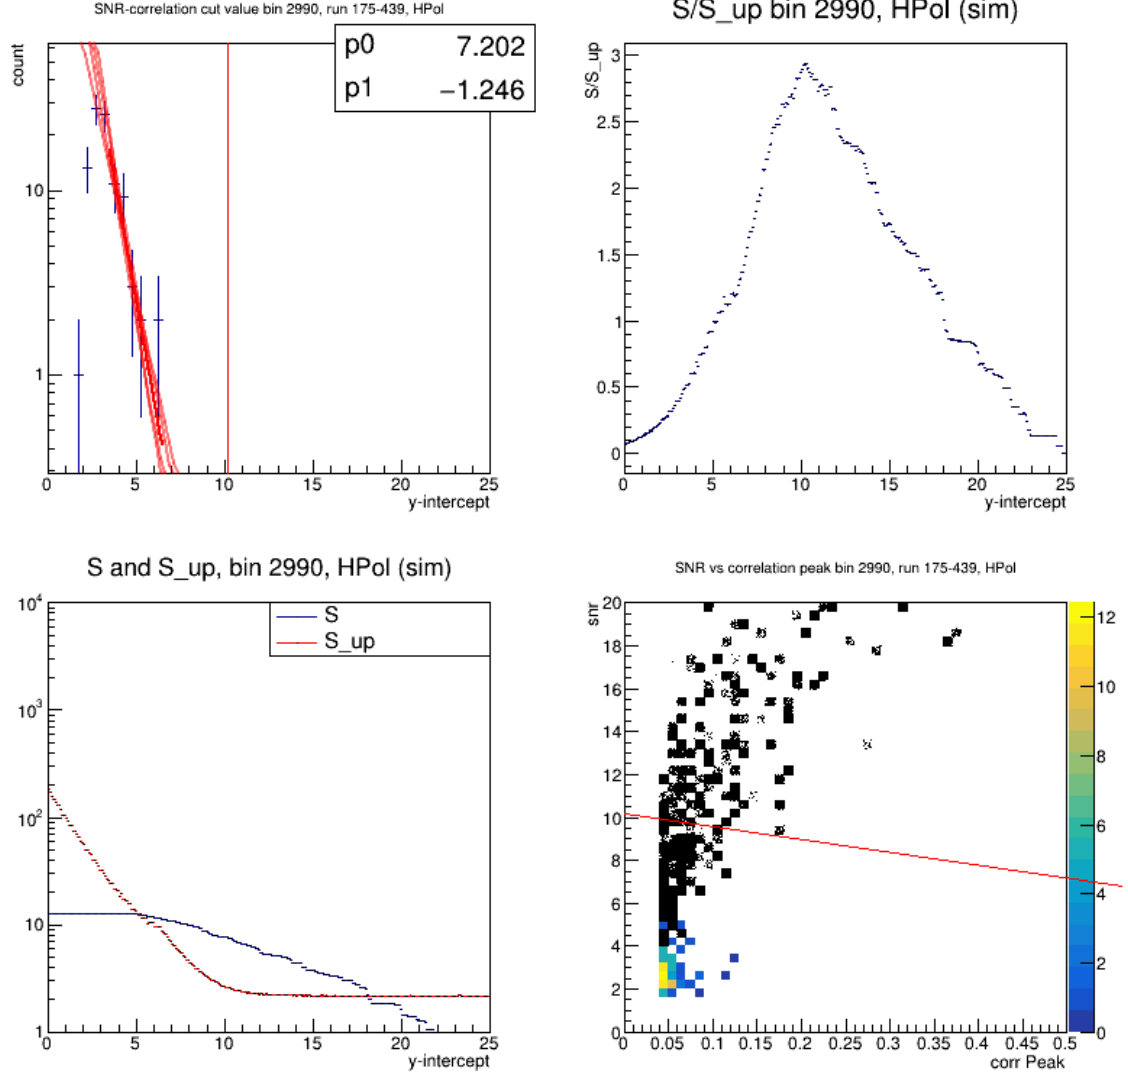 SNR-correlation cut value bin 2990, run 175-439, HPol
count
p0 7.202
p1 −1.246
10
1
0 5 10 15 20 25
y-intercept
S/S_up bin 2990, HPol (sim)
S/S_up
3
2.5
2
1.5
1
0.5
0
0 5 10 15 20 25
y-intercept
S and S_up, bin 2990, HPol (sim)
S
S_up
10^4
10^3
10^2
10
1
0 5 10 15 20 25
y-intercept
SNR vs correlation peak bin 2990, run 175-439, HPol
snr
20
18
16
14
12
10
8
6
4
2
0
0 0.05 0.1 0.15 0.2 0.25 0.3 0.35 0.4 0.45 0.5
corr Peak
12
10
8
6
4
2
0